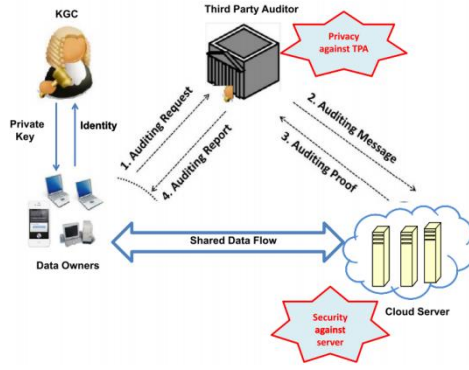 KGC
Third Party Auditor
Privacy
against TPA
Private
Key
Identity
1. Auditing Request
4. Auditing Report
2. Auditing Message
3. Auditing Proof
Shared Data Flow
Data Owners
Cloud Server
Security
against
server